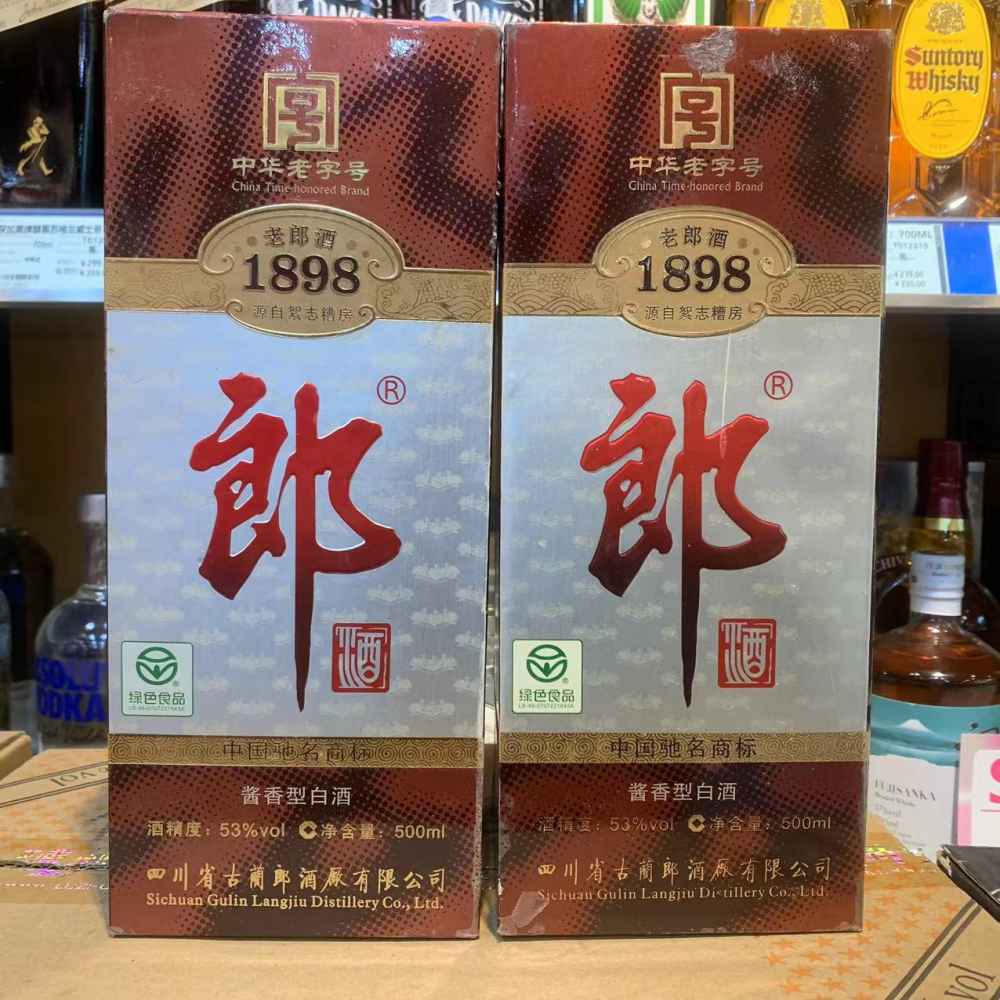 号
中华老字号
China Time-honored Brand
老郎酒
1898
源自絮志糟房
郎®
酒
绿色食品
中国驰名商标
酱香型白酒
酒精度：53%vol 净含量：500ml
四川省古蔺郎酒厂有限公司
Sichuan Gulin Langjiu Distillery Co., Ltd.
号
中华老字号
China Time-honored Brand
老郎酒
1898
源自絮志糟房
郎®
酒
绿色食品
中国驰名商标
酱香型白酒
酒精度：53%vol 净含量：500ml
四川省古蔺郎酒厂有限公司
Sichuan Gulin Langjiu Distillery Co., Ltd.
Suntory
Whisky
700ML
FUJISANKA